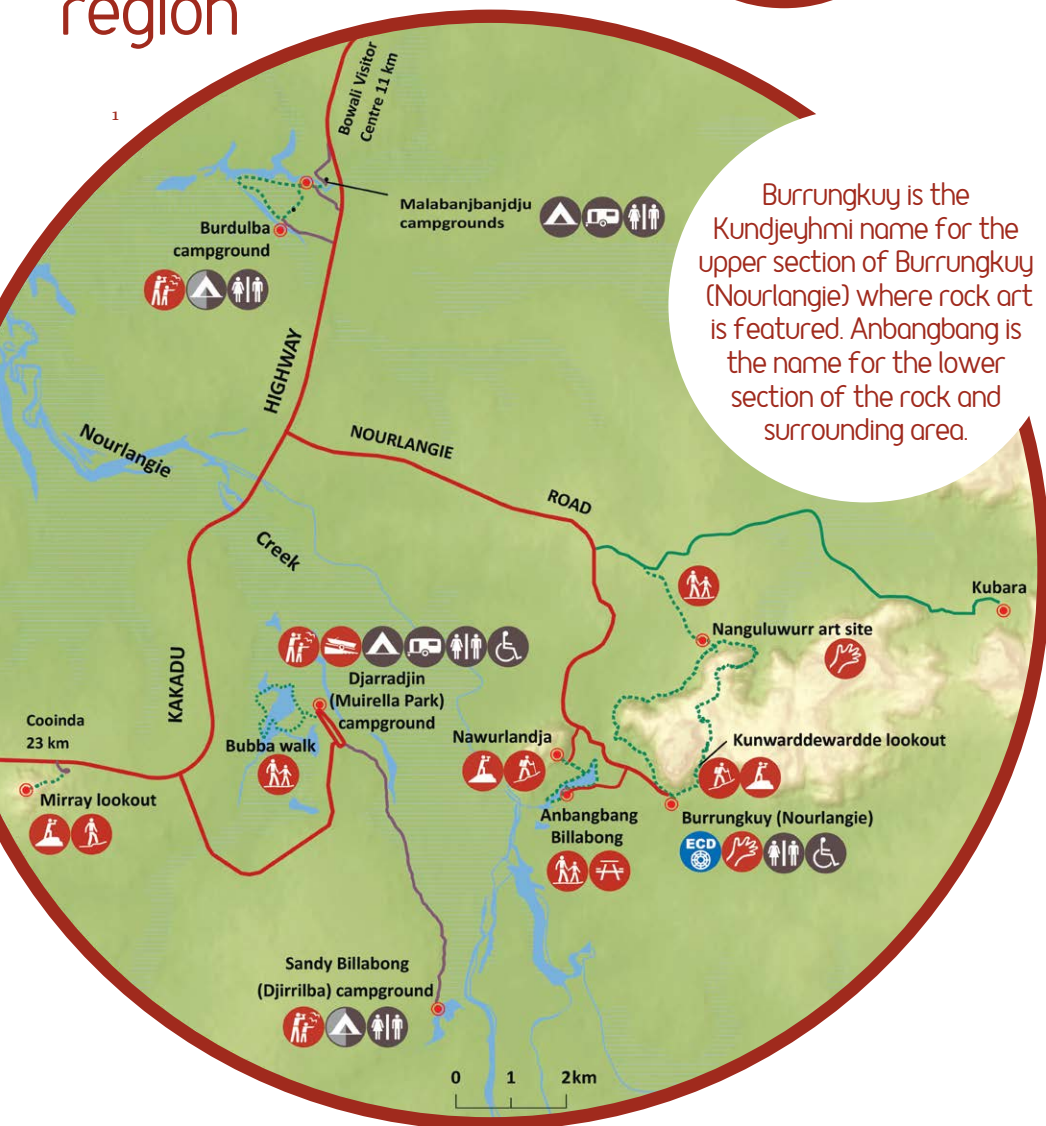 region
1
Bowali Visitor
Centre 11 km
Malabanjbanjdju
campgrounds
Burdulba
campground
Burrungkuy is the
Kundjeyhmi name for the
upper section of Burrungkuy
(Nourlangie) where rock art
is featured. Anbangbang is
the name for the lower
section of the rock and
surrounding area.
HIGHWAY
NOURLANGIE
ROAD
Nourlangie
Creek
KAKADU
Kubara
Nanguluwurr art site
Djarradjin
(Muirella Park)
campground
Bubba walk
Cooinda
23 km
Mirray lookout
Nawurlandja
Kunwarddewardde lookout
Anbangbang
Billabong
Burrungkuy (Nourlangie)
ECD
Sandy Billabong
(Djirrilba) campground
0 1 2km